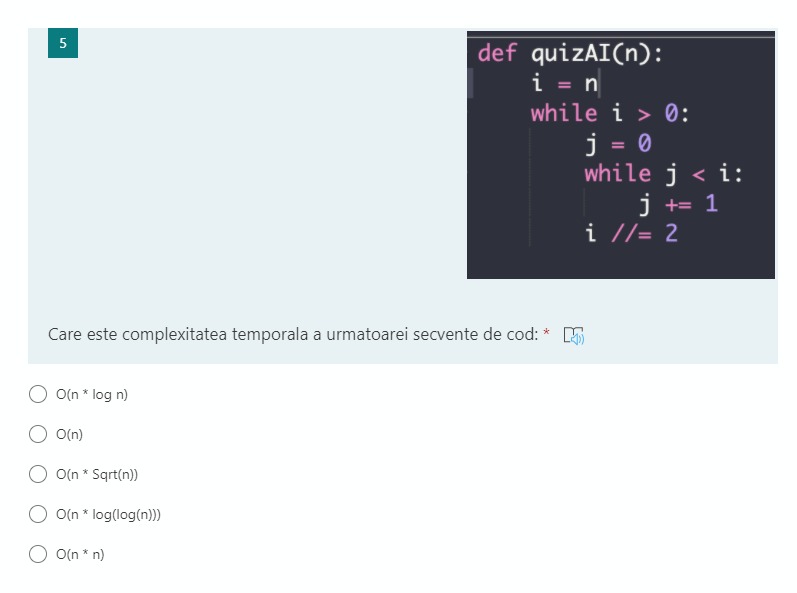 5
def quizAI(n):
i = n
while i > 0:
j = 0
while j < i:
j += 1
i //= 2
Care este complexitatea temporala a urmatoarei secvente de cod: *
O(n * log n)
O(n)
O(n * Sqrt(n))
O(n * log(log(n)))
O(n * n)